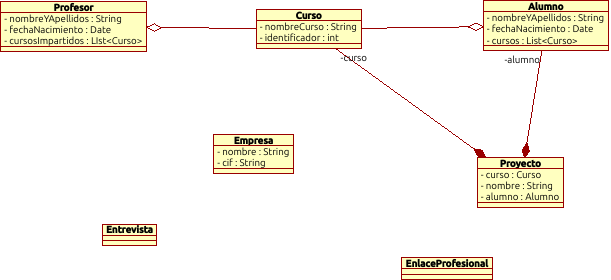 Profesor
- nombreYApellidos : String
- fechaNacimiento : Date
- cursosImpartidos : LIst<Curso>
Curso
- nombreCurso : String
- identificador : int
Alumno
- nombreYApellidos : String
- fechaNacimiento : Date
- cursos : LIst<Curso>
-curso
-alumno
Empresa
- nombre : String
- cif : String
Proyecto
- curso : Curso
- nombre : String
- alumno : Alumno
Entrevista
EnlaceProfesional